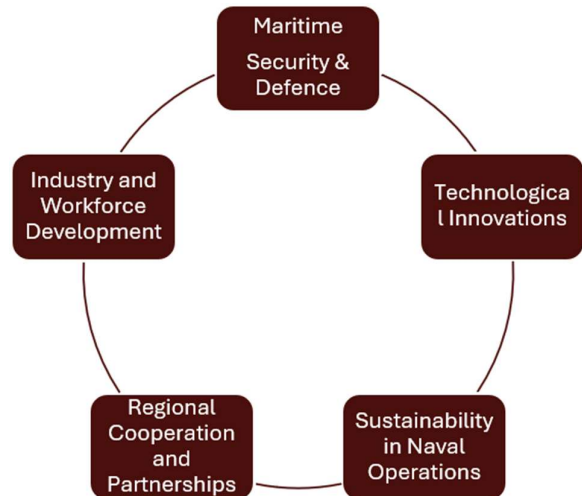 Maritime
Security &
Defence
Technologica
l Innovations
Sustainability
in Naval
Operations
Regional
Cooperation
and
Partnerships
Industry and
Workforce
Development